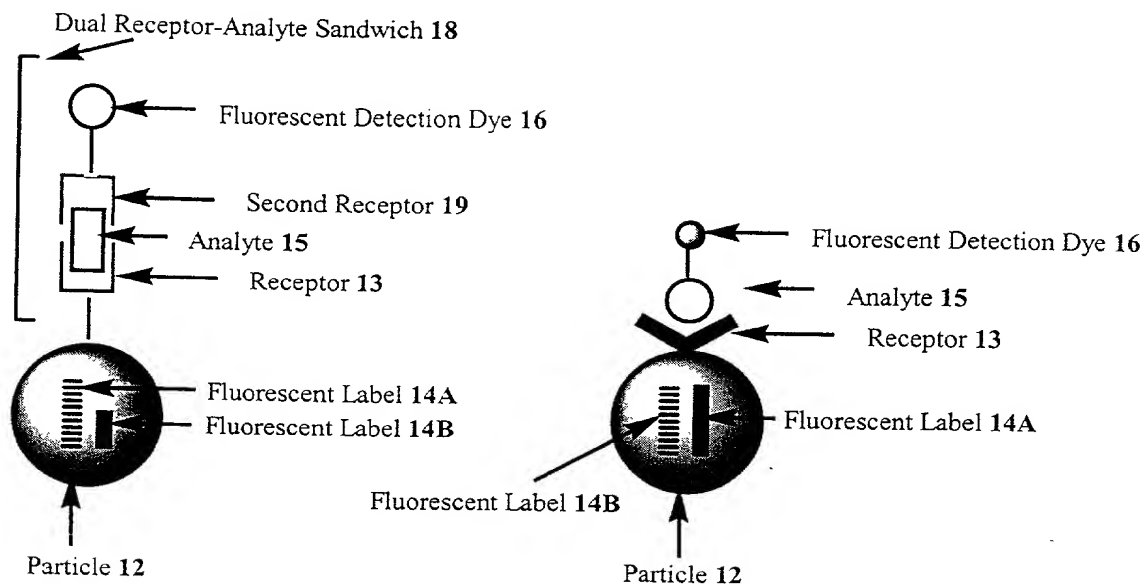 Dual Receptor-Analyte Sandwich 18
Fluorescent Detection Dye 16
Second Receptor 19
Analyte 15
Receptor 13
Fluorescent Label 14A
Fluorescent Label 14B
Particle 12
Fluorescent Detection Dye 16
Analyte 15
Receptor 13
Fluorescent Label 14A
Fluorescent Label 14B
Particle 12